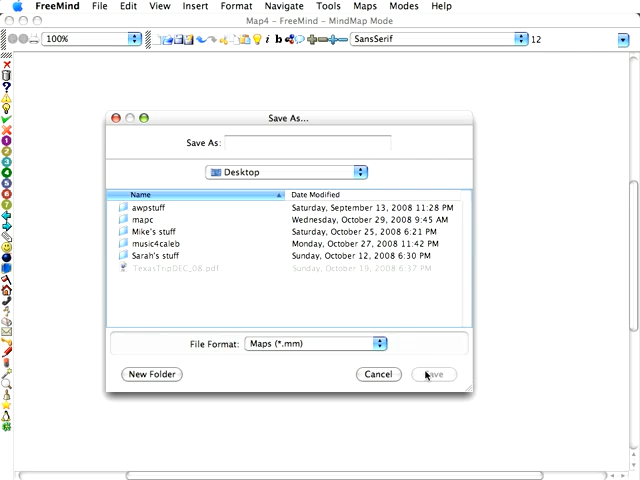 FreeMind File Edit View Insert Format Navigate Tools Maps Modes Help
Map4 - FreeMind - MindMap Mode
100% i b SansSerif 12
Save As...
Save As:
Desktop
Name Date Modified
awpstuff Saturday, September 13, 2008 11:28 PM
mapc Wednesday, October 29, 2008 9:45 AM
Mike's stuff Saturday, October 25, 2008 6:21 PM
music4caleb Monday, October 27, 2008 11:42 PM
Sarah's stuff Sunday, October 12, 2008 6:30 PM
TexasTripDEC_08.pdf Sunday, October 19, 2008 6:37 PM
File Format: Maps (*.mm)
New Folder Cancel Save